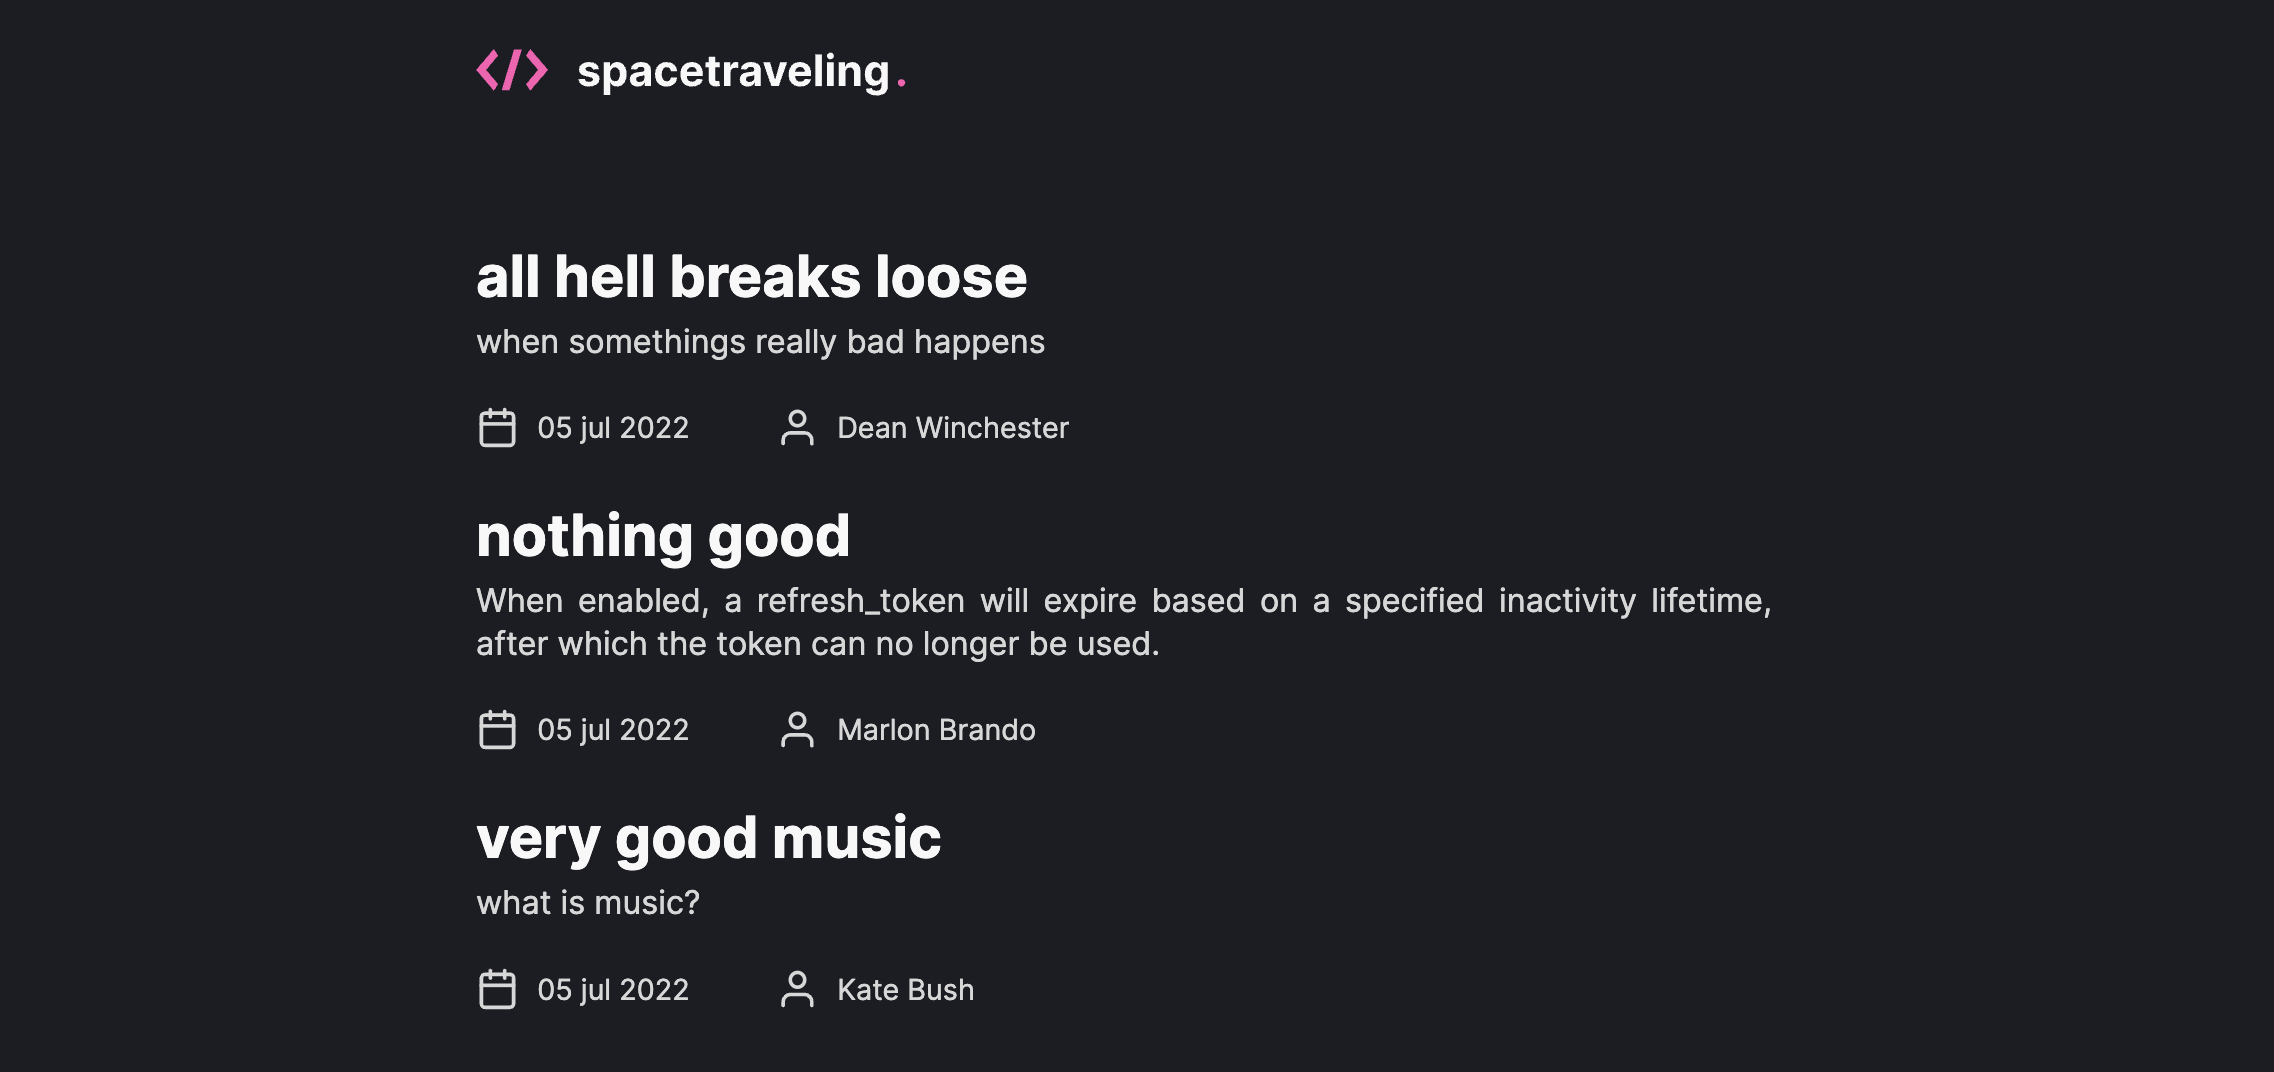 </> spacetraveling.
all hell breaks loose
when somethings really bad happens
05 jul 2022 Dean Winchester
nothing good
When enabled, a refresh_token will expire based on a specified inactivity lifetime,
after which the token can no longer be used.
05 jul 2022 Marlon Brando
very good music
what is music?
05 jul 2022 Kate Bush